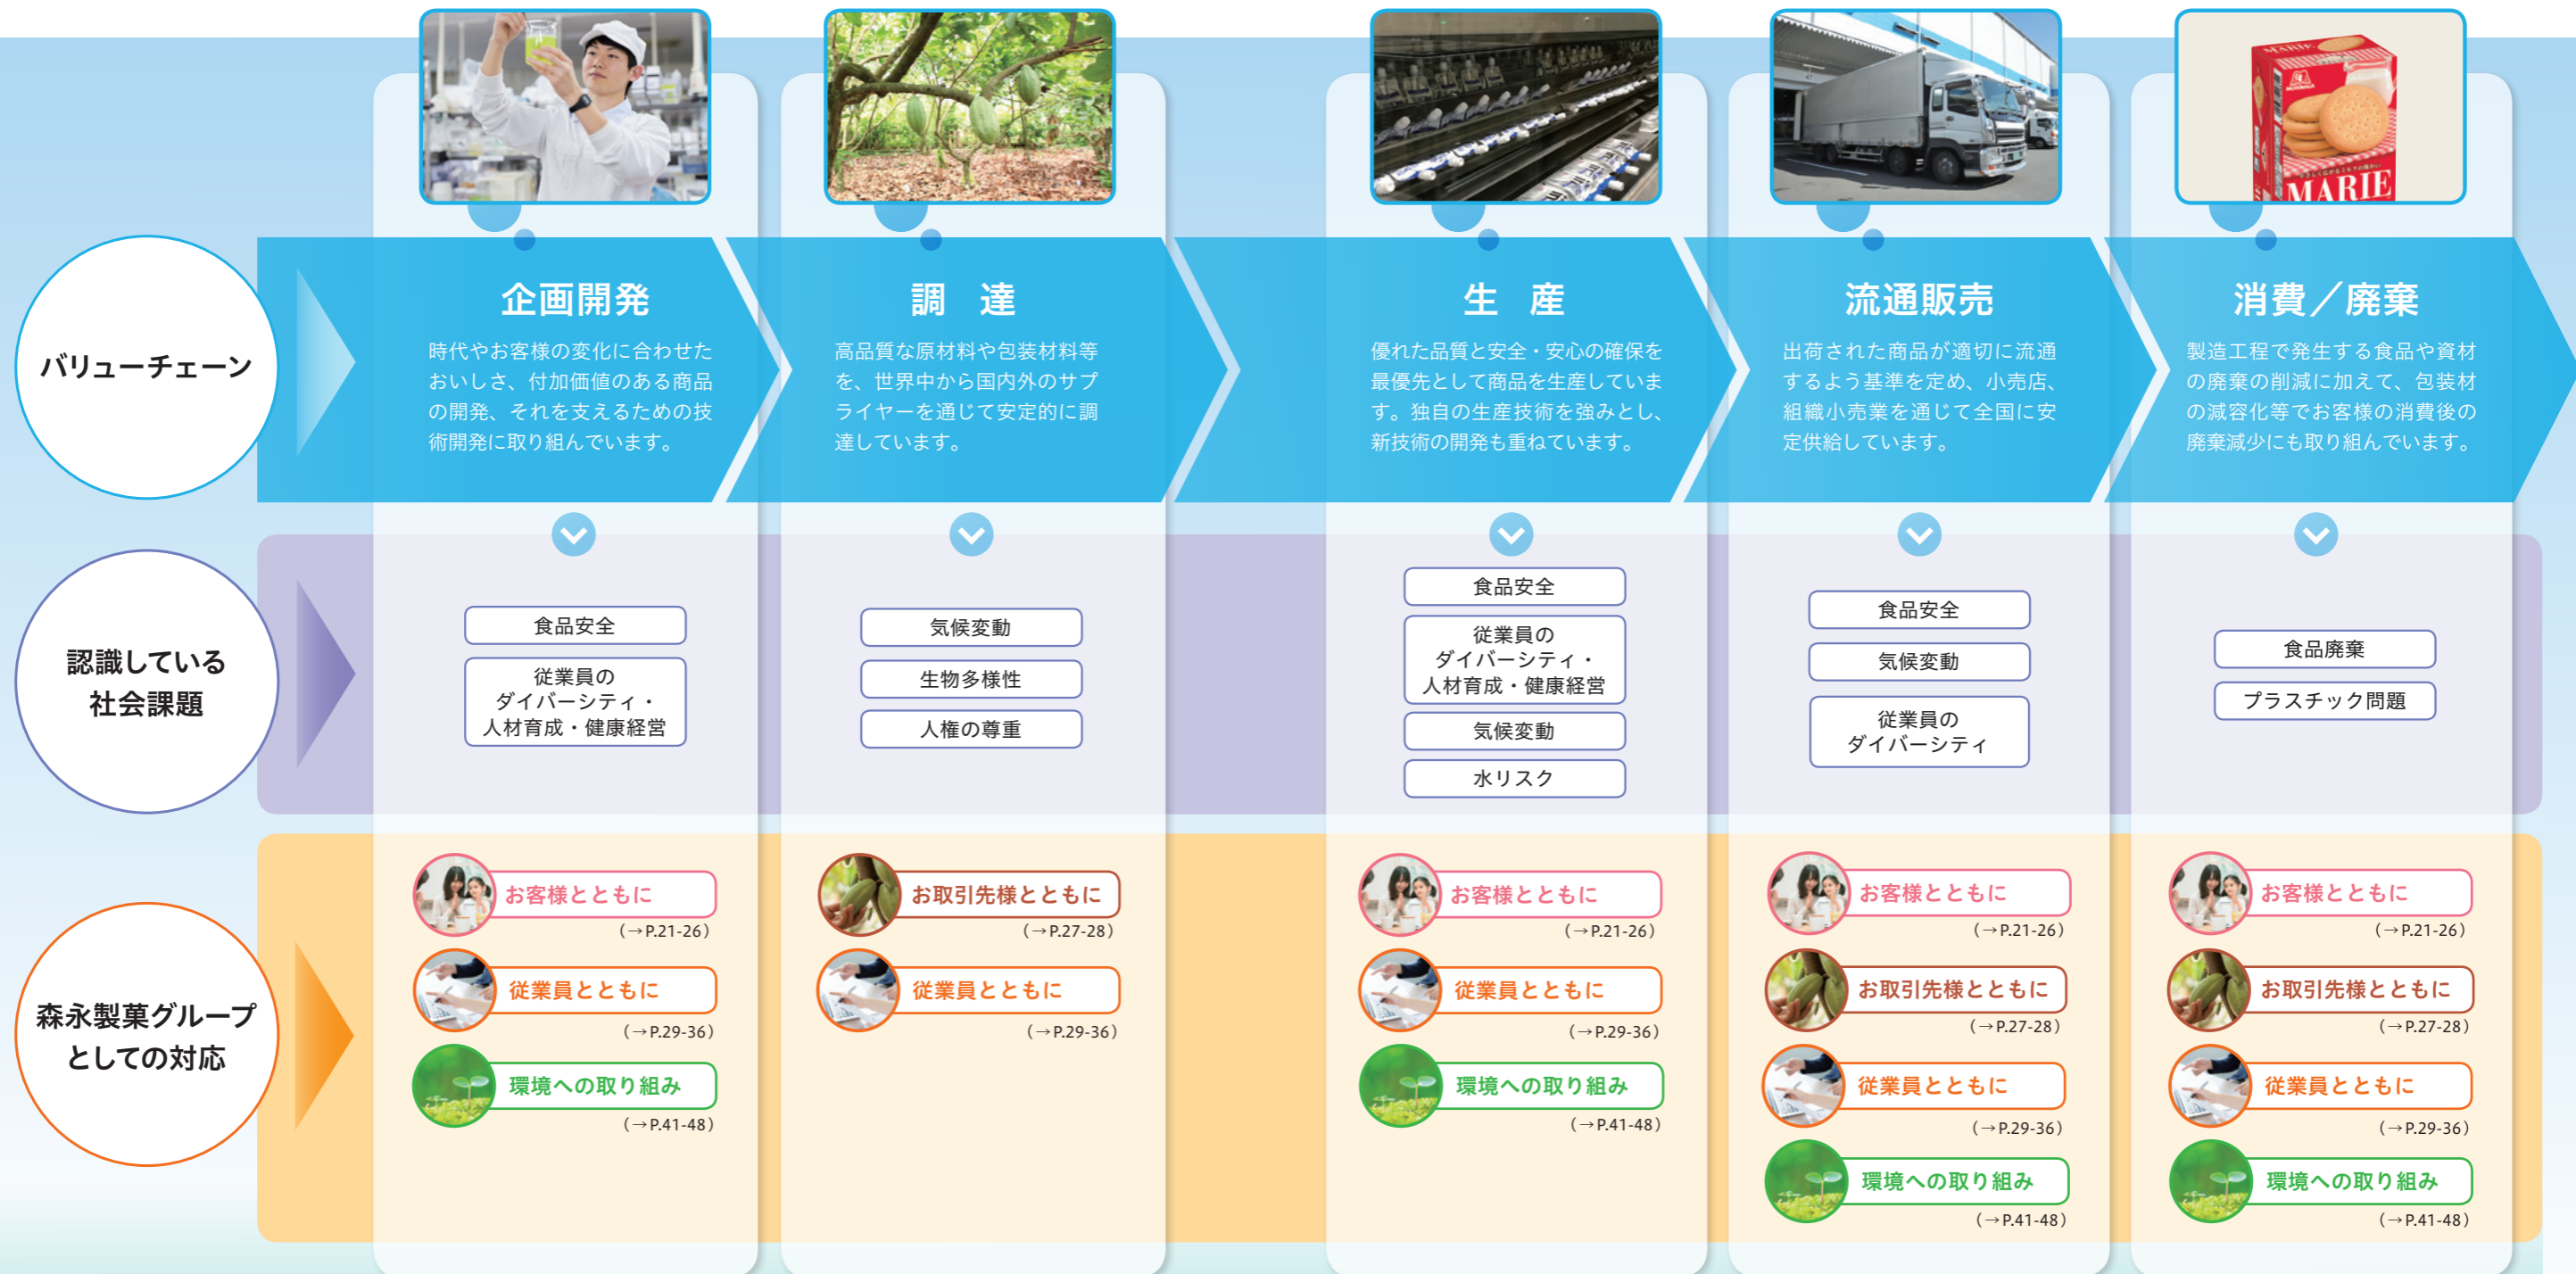 MARIE
MORINAGA
MARIE
バリューチェーン
企画開発
時代やお客様の変化に合わせた
おいしさ、付加価値のある商品
の開発、それを支えるための技
術開発に取り組んでいます。
調 達
高品質な原材料や包装材料等
を、世界中から国内外のサプ
ライヤーを通じて安定的に調
達しています。
生 産
優れた品質と安全・安心の確保を
最優先として商品を生産していま
す。独自の生産技術を強みとし、
新技術の開発も重ねています。
流通販売
出荷された商品が適切に流通
するよう基準を定め、小売店、
組織小売業を通じて全国に安
定供給しています。
消費／廃棄
製造工程で発生する食品や資材
の廃棄の削減に加えて、包装材
の減容化等でお客様の消費後の
廃棄減少にも取り組んでいます。
認識している
社会課題
食品安全
従業員の
ダイバーシティ・
人材育成・健康経営
気候変動
生物多様性
人権の尊重
食品安全
従業員の
ダイバーシティ・
人材育成・健康経営
気候変動
水リスク
食品安全
気候変動
従業員の
ダイバーシティ
食品廃棄
プラスチック問題
森永製菓グループ
としての対応
お客様とともに
（→P.21-26）
従業員とともに
（→P.29-36）
環境への取り組み
（→P.41-48）
お取引先様とともに
（→P.27-28）
従業員とともに
（→P.29-36）
お客様とともに
（→P.21-26）
従業員とともに
（→P.29-36）
環境への取り組み
（→P.41-48）
お客様とともに
（→P.21-26）
お取引先様とともに
（→P.27-28）
従業員とともに
（→P.29-36）
環境への取り組み
（→P.41-48）
お客様とともに
（→P.21-26）
お取引先様とともに
（→P.27-28）
従業員とともに
（→P.29-36）
環境への取り組み
（→P.41-48）